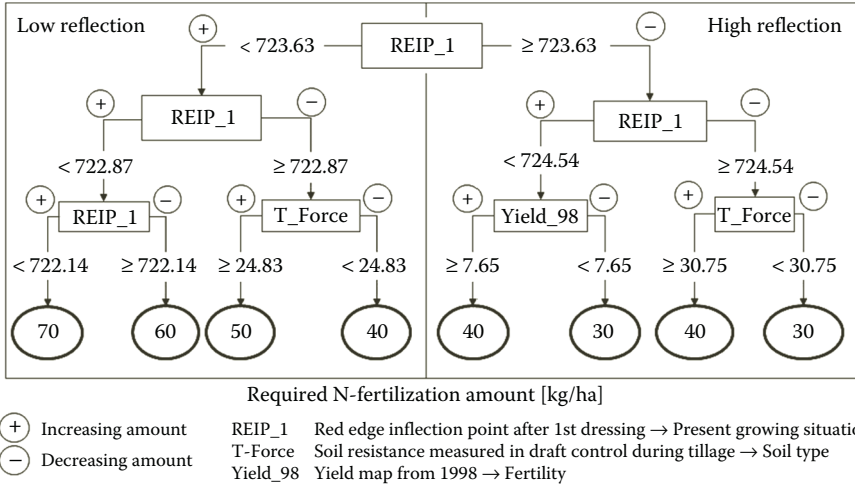 Low reflection
+
< 723.63
REIP_1
≥ 723.63
−
High reflection
+
REIP_1
−
+
REIP_1
−
< 722.87
≥ 722.87
< 724.54
≥ 724.54
+
REIP_1
−
+
T_Force
−
+
Yield_98
−
+
T_Force
−
< 722.14
≥ 722.14
≥ 24.83
< 24.83
≥ 7.65
< 7.65
≥ 30.75
< 30.75
70
60
50
40
40
30
40
30
Required N-fertilization amount [kg/ha]
+ Increasing amount
− Decreasing amount
REIP_1 Red edge inflection point after 1st dressing → Present growing situatio
T-Force Soil resistance measured in draft control during tillage → Soil type
Yield_98 Yield map from 1998 → Fertility